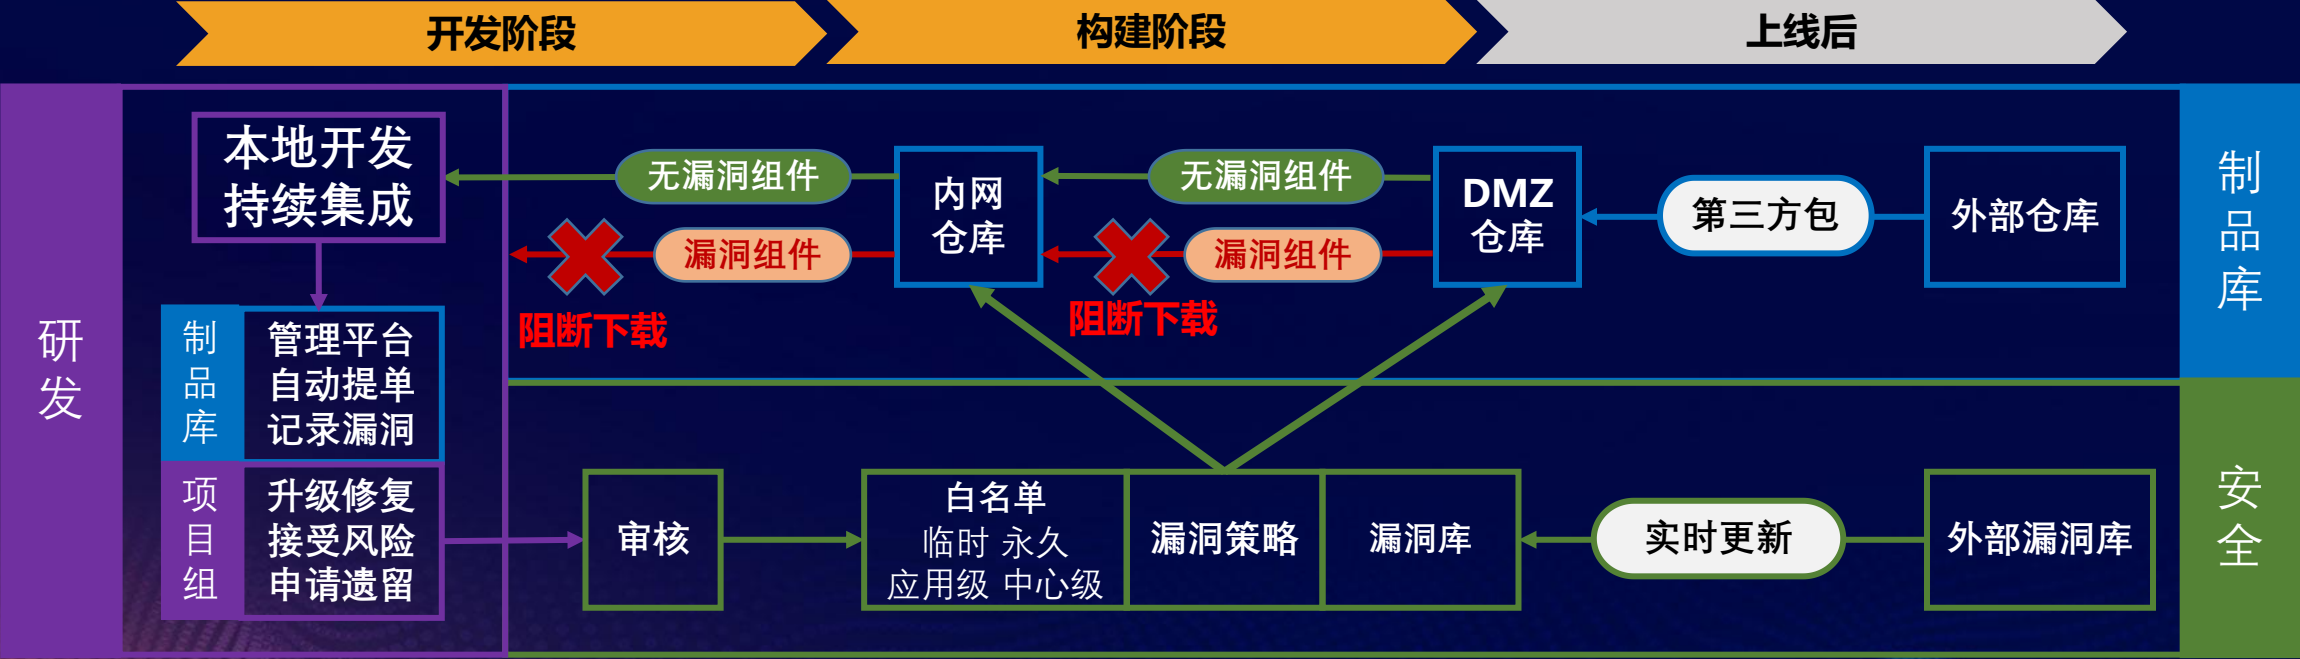 开发阶段
构建阶段
上线后
研
发
本地开发
持续集成
制
品
库
管理平台
自动提单
记录漏洞
项
目
组
升级修复
接受风险
申请遗留
无漏洞组件
漏洞组件
阻断下载
内网
仓库
无漏洞组件
漏洞组件
阻断下载
DMZ
仓库
第三方包
外部仓库
制
品
库
审核
白名单
临时 永久
应用级 中心级
漏洞策略
漏洞库
实时更新
外部漏洞库
安
全